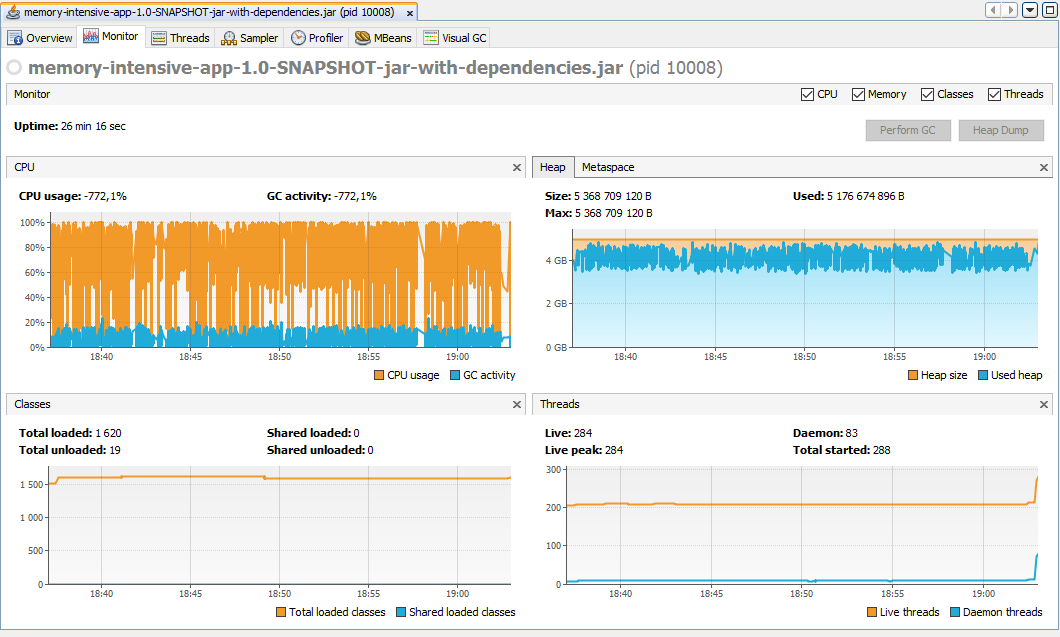 memory-intensive-app-1.0-SNAPSHOT-jar-with-dependencies.jar (pid 10008)
Overview Monitor Threads Sampler Profiler MBeans Visual GC
memory-intensive-app-1.0-SNAPSHOT-jar-with-dependencies.jar (pid 10008)
Monitor CPU Memory Classes Threads
Uptime: 26 min 16 sec
Perform GC Heap Dump
CPU
CPU usage: -772,1% GC activity: -772,1%
100%
80%
60%
40%
20%
0%
18:40 18:45 18:50 18:55 19:00
CPU usage GC activity
Heap Metaspace
Size: 5 368 709 120 B Used: 5 176 674 896 B
Max: 5 368 709 120 B
4 GB
2 GB
0 GB
18:40 18:45 18:50 18:55 19:00
Heap size Used heap
Classes
Total loaded: 1 620 Shared loaded: 0
Total unloaded: 19 Shared unloaded: 0
1 500
1 000
500
0
18:40 18:45 18:50 18:55 19:00
Total loaded classes Shared loaded classes
Threads
Live: 284 Daemon: 83
Live peak: 284 Total started: 288
300
200
100
0
18:40 18:45 18:50 18:55 19:00
Live threads Daemon threads